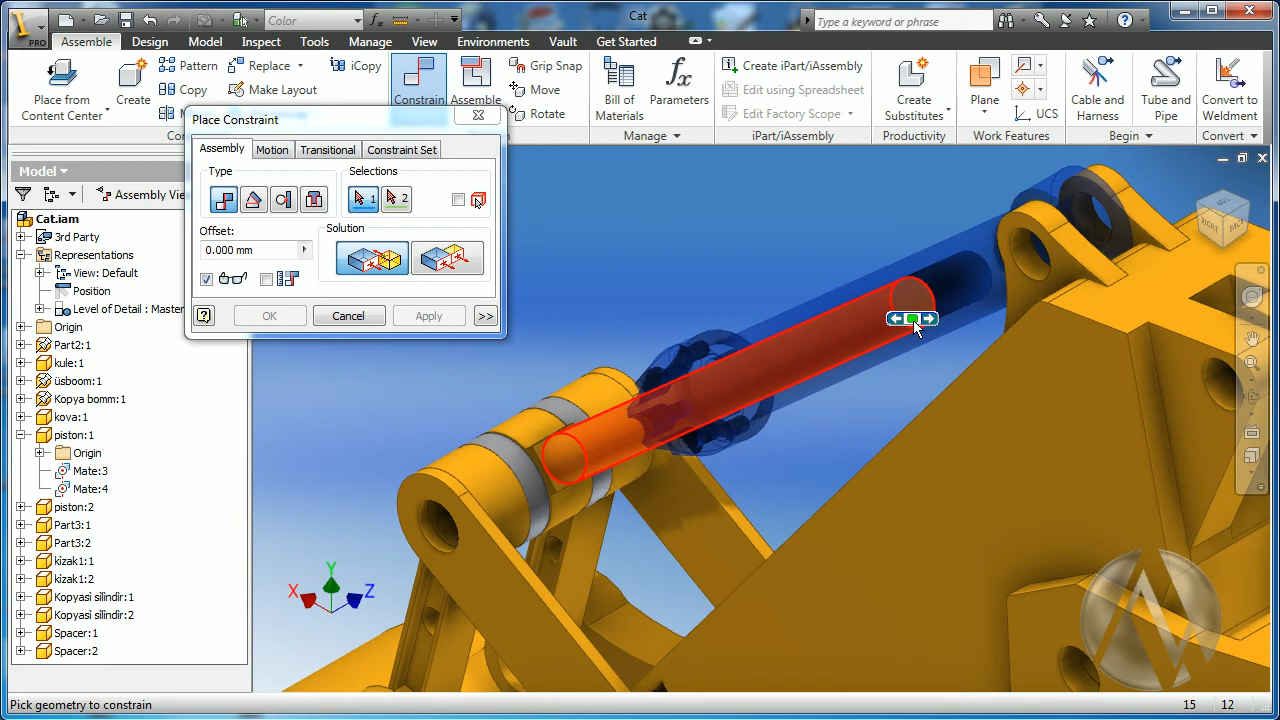 PRO
Color
fx
Cat
Type a keyword or phrase
?
Assemble Design Model Inspect Tools Manage View Environments Vault Get Started
Place from
Content Center
Create
Pattern
Copy
Replace
Make Layout
iCopy
Constrain
Assemble
Grip Snap
Move
Rotate
Bill of
Materials
fx
Parameters
Create iPart/iAssembly
Edit using Spreadsheet
Edit Factory Scope
Create
Substitutes
Plane
UCS
Cable and
Harness
Tube and
Pipe
Convert to
Weldment
Manage
iPart/iAssembly
Productivity
Work Features
Begin
Convert
Place Constraint
Assembly Motion Transitional Constraint Set
Type
Selections
1 2
Offset:
0.000 mm
Solution
? OK Cancel Apply >>
Model
Assembly Vie
Cat.iam
3rd Party
Representations
View: Default
Position
Level of Detail : Master
Origin
Part2:1
kule:1
üsboom:1
Kopya bomm:1
kova:1
piston:1
Origin
Mate:3
Mate:4
piston:2
Part3:1
Part3:2
kizak1:1
kizak1:2
Kopyasi silindir:1
Kopyasi silindir:2
Spacer:1
Spacer:2
RIGHT
X
Y
Z
Pick geometry to constrain
15 12